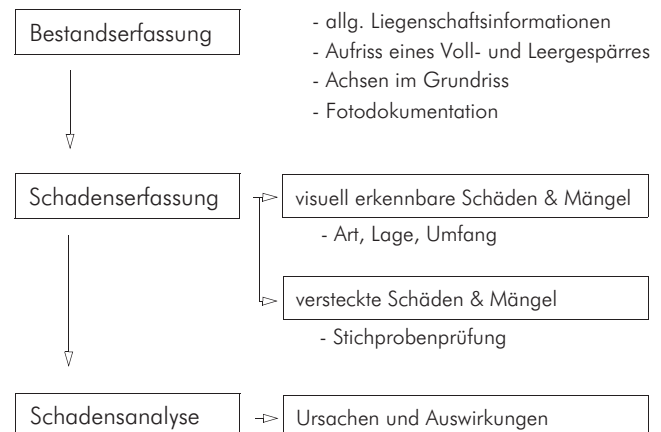 Bestandserfassung
- allg. Liegenschaftsinformationen
- Aufriss eines Voll- und Leergespärres
- Achsen im Grundriss
- Fotodokumentation
Schadenserfassung
visuell erkennbare Schäden & Mängel
- Art, Lage, Umfang
versteckte Schäden & Mängel
- Stichprobenprüfung
Schadensanalyse
Ursachen und Auswirkungen